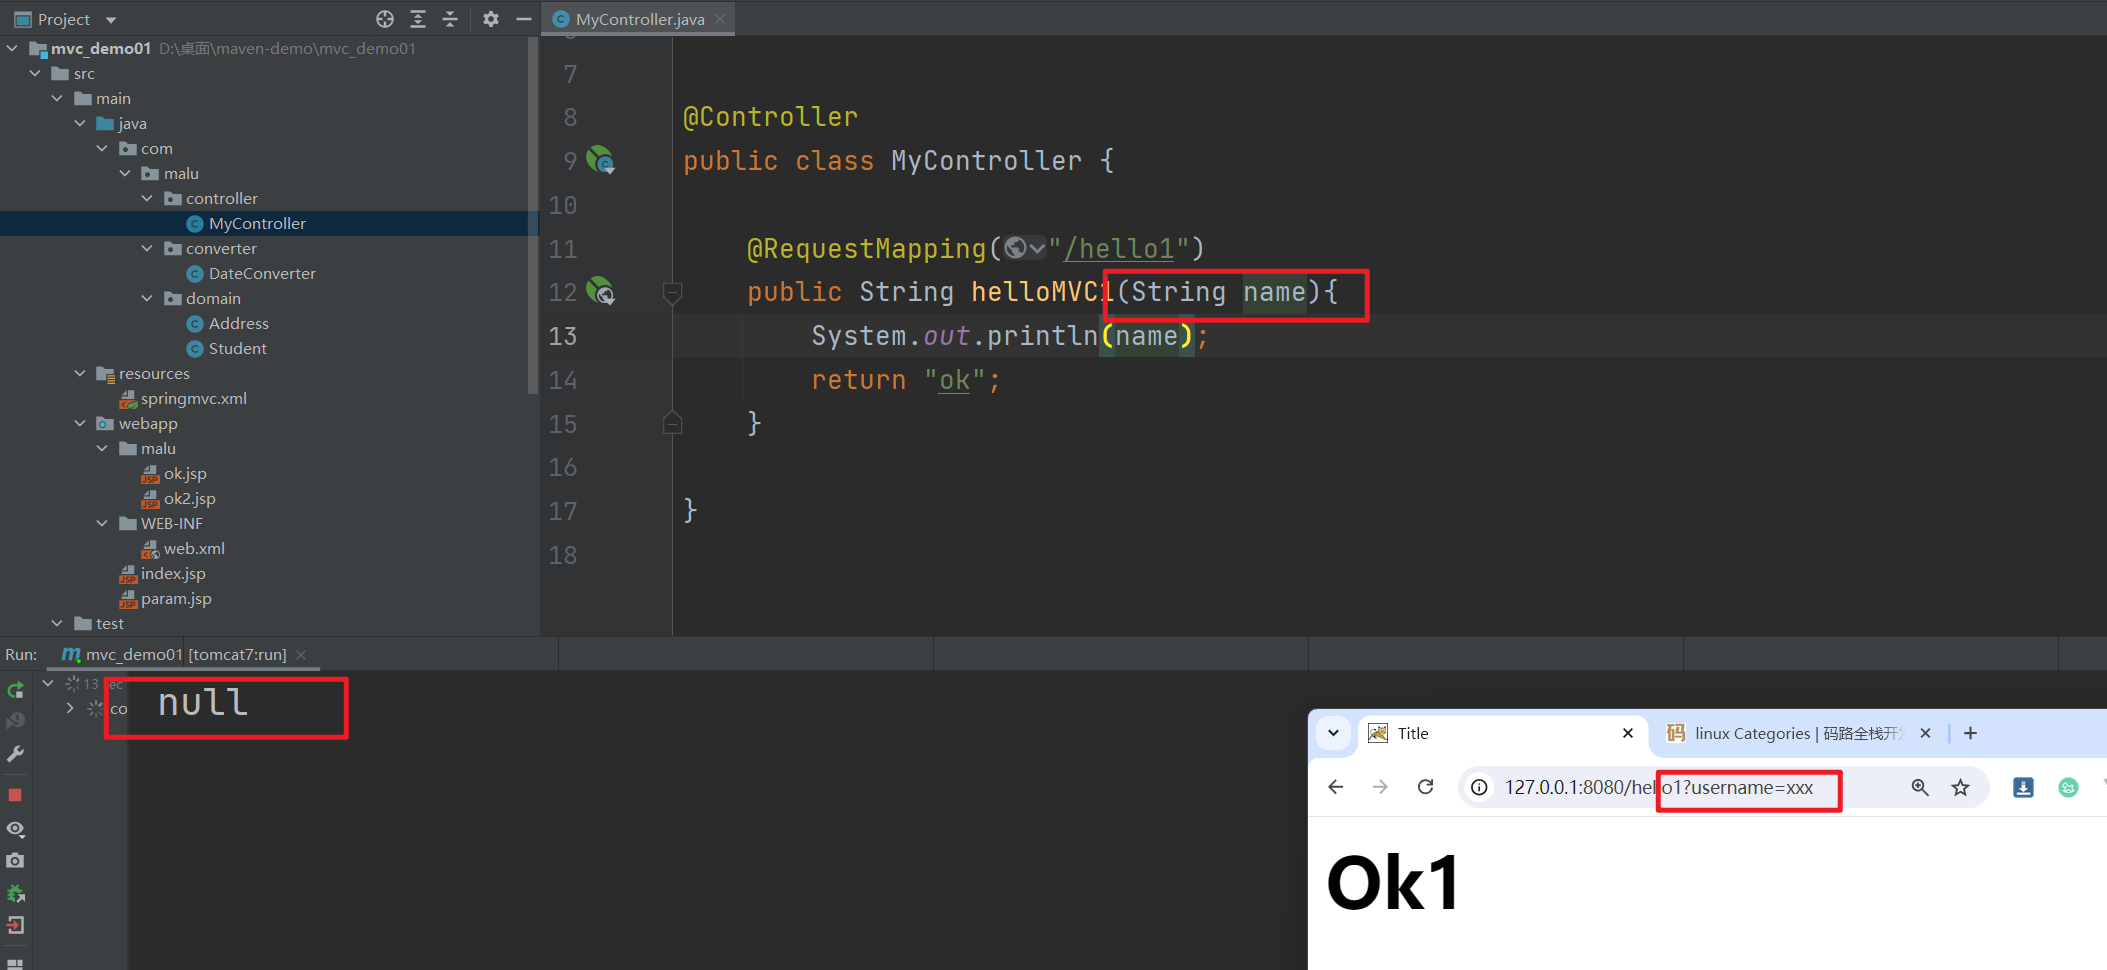 Project
mvc_demo01 D:\桌面\maven-demo\mvc_demo01
src
main
java
com
malu
controller
MyController
converter
DateConverter
domain
Address
Student
resources
springmvc.xml
webapp
malu
ok.jsp
ok2.jsp
WEB-INF
web.xml
index.jsp
param.jsp
test
MyController.java
7
8 @Controller
9 public class MyController {
10
11 @RequestMapping("/hello1")
12 public String helloMVC1(String name){
13 System.out.println(name);
14 return "ok";
15 }
16
17 }
18
Run: mvc_demo01 [tomcat7:run]
13 sec
co
null
Title
linux Categories | 码路全栈开
127.0.0.1:8080/hello1?username=xxx
Ok1